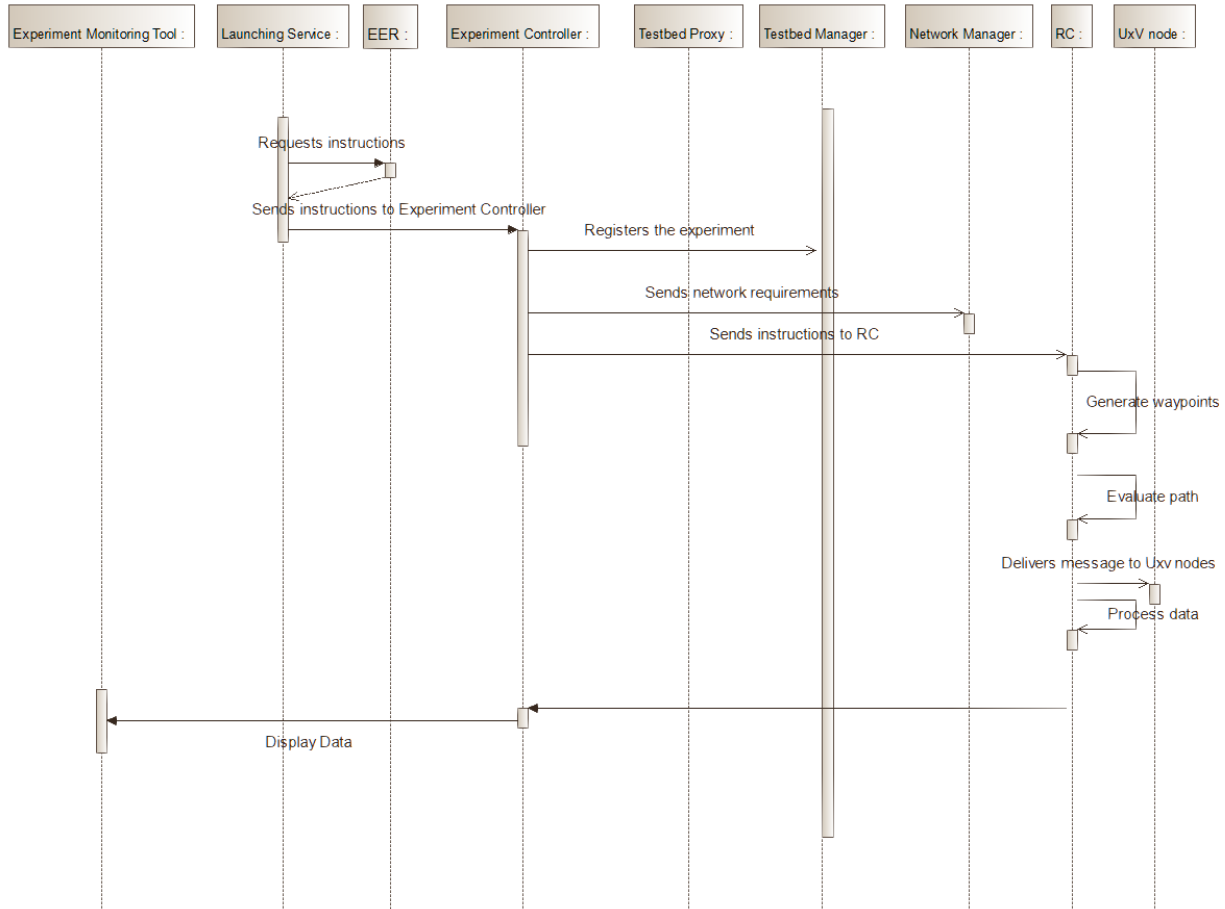 Experiment Monitoring Tool :
Launching Service :
EER :
Experiment Controller :
Testbed Proxy :
Testbed Manager :
Network Manager :
RC :
UxV node :
Requests instructions
Sends instructions to Experiment Controller
Registers the experiment
Sends network requirements
Sends instructions to RC
Generate waypoints
Evaluate path
Delivers message to Uxv nodes
Process data
Display Data